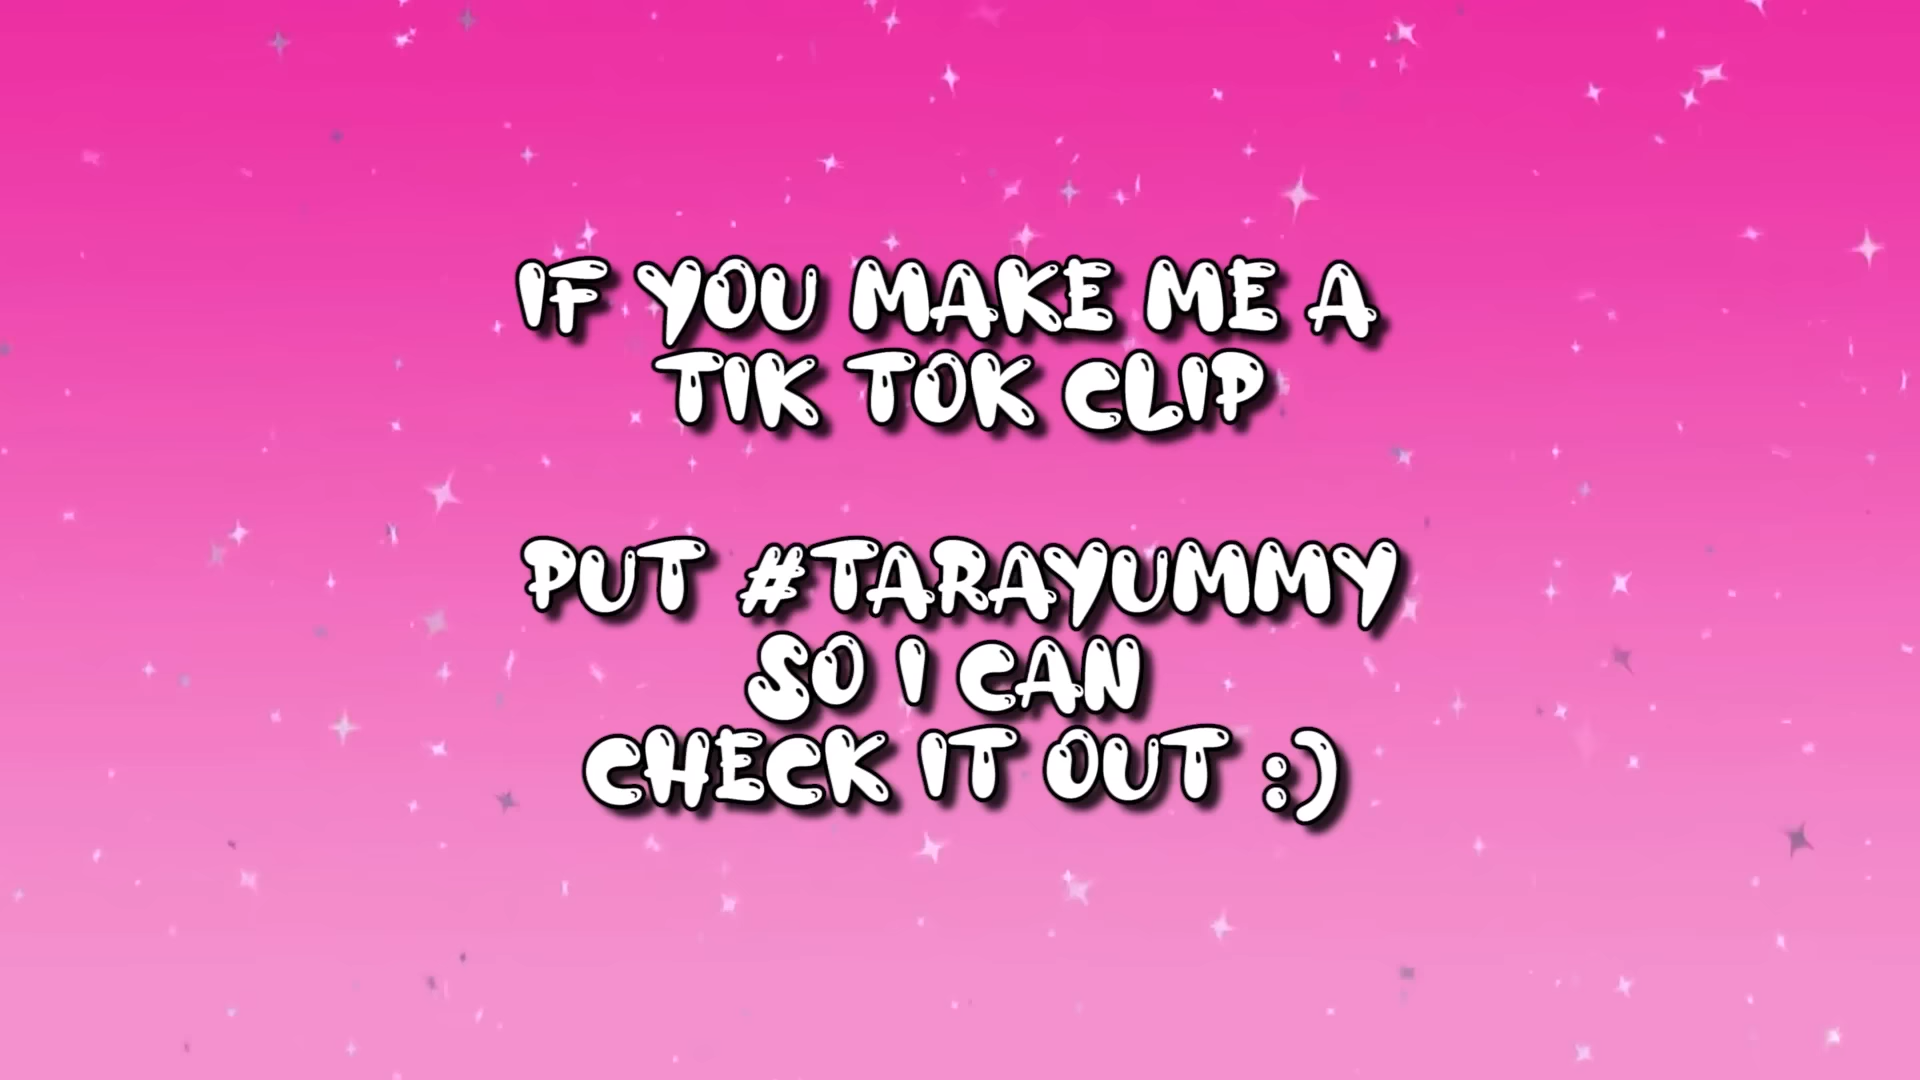 IF YOU MAKE ME A
TIK TOK CLIP
PUT #TARAYUMMY
SO I CAN
CHECK IT OUT :)